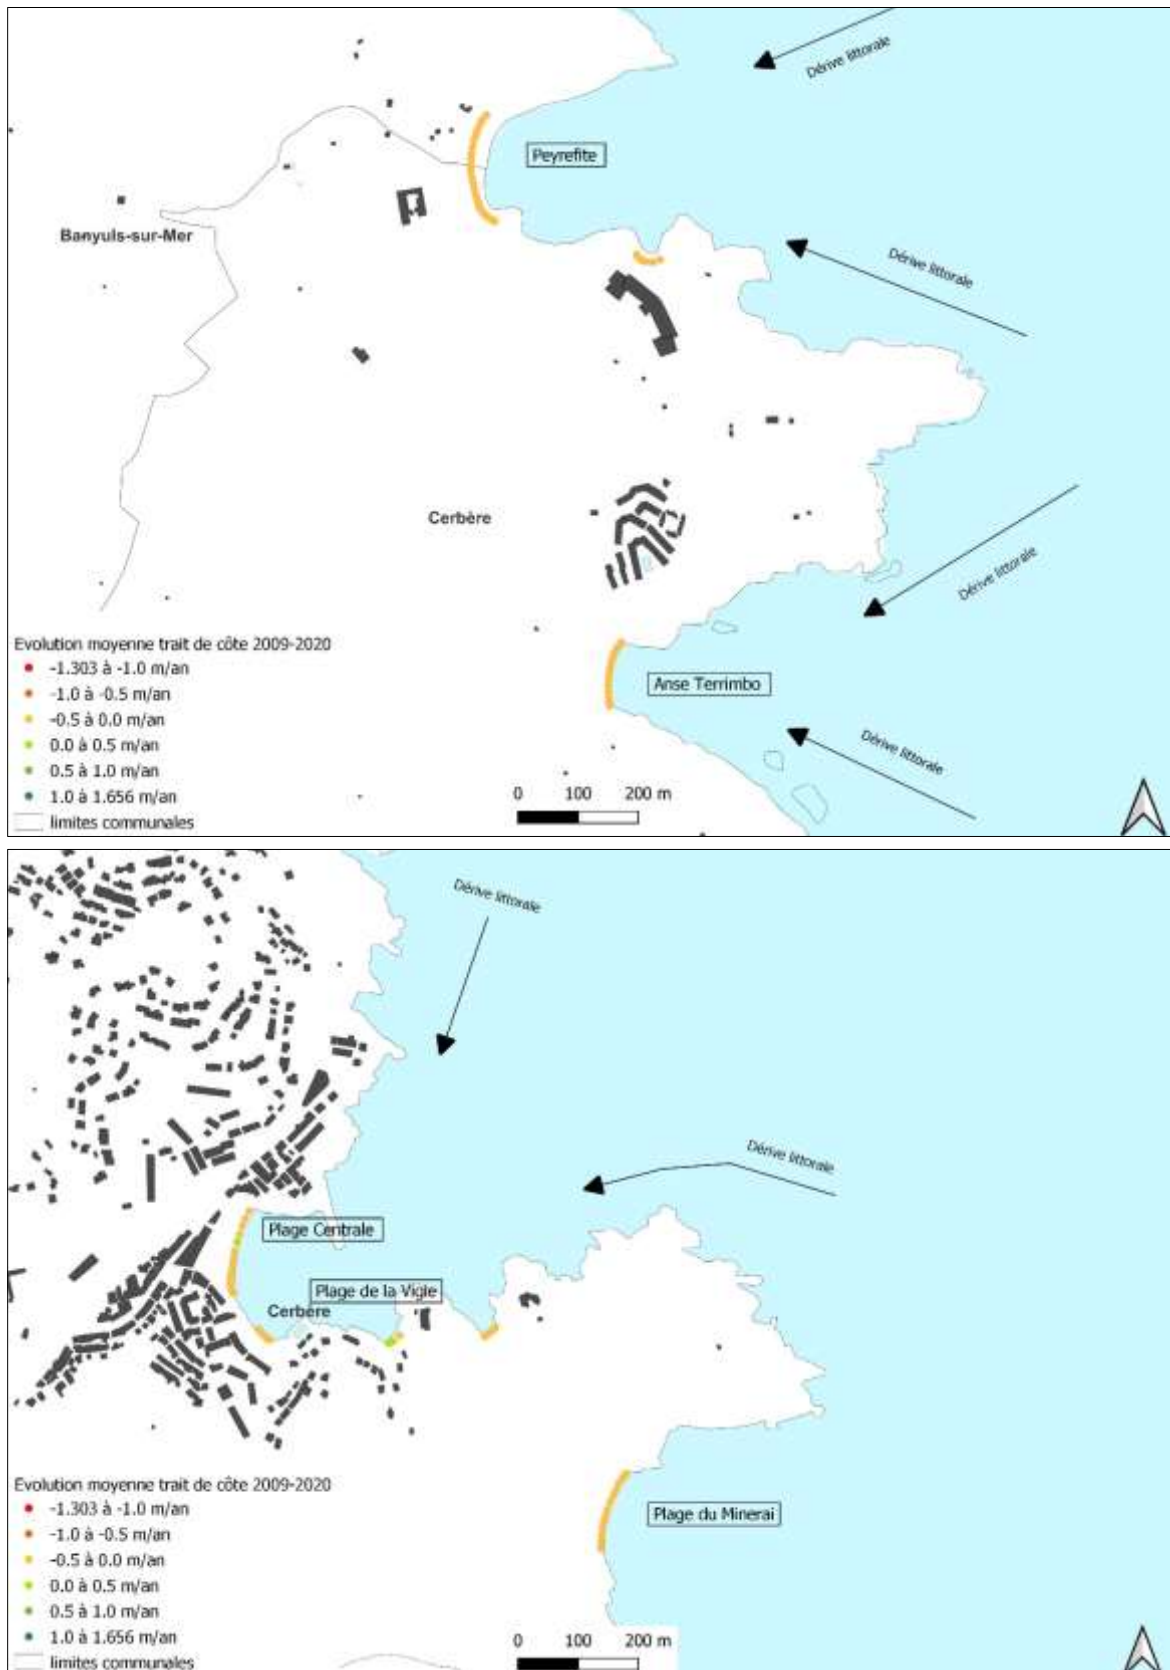 Dérive littorale
Peyrefite
Banyuls-sur-Mer
Dérive littorale
Cerbère
Dérive littorale
Evolution moyenne trait de côte 2009-2020
-1.303 à -1.0 m/an
-1.0 à -0.5 m/an
-0.5 à 0.0 m/an
0.0 à 0.5 m/an
0.5 à 1.0 m/an
1.0 à 1.656 m/an
limites communales
Anse Terrimbo
Dérive littorale
0 100 200 m
Dérive littorale
Dérive littorale
Plage Centrale
Plage de la Vigie
Cerbère
Evolution moyenne trait de côte 2009-2020
-1.303 à -1.0 m/an
-1.0 à -0.5 m/an
-0.5 à 0.0 m/an
0.0 à 0.5 m/an
0.5 à 1.0 m/an
1.0 à 1.656 m/an
limites communales
Plage du Minerai
0 100 200 m